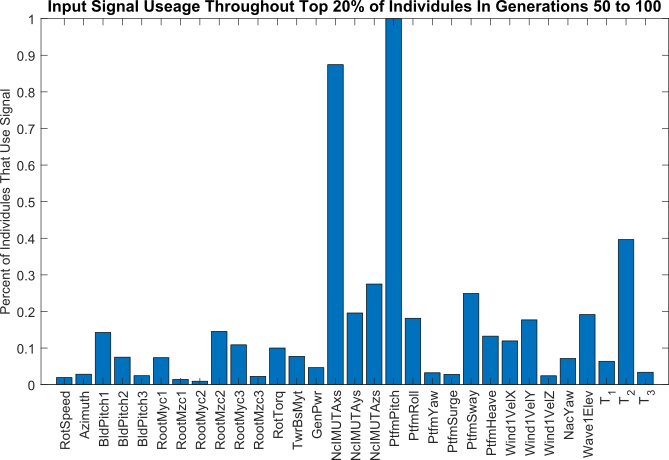 Input Signal Useage Throughout Top 20% of Individules In Generations 50 to 100
Percent of Individules That Use Signal
1
0.9
0.8
0.7
0.6
0.5
0.4
0.3
0.2
0.1
0
RotSpeed
Azimuth
BldPitch1
BldPitch2
BldPitch3
RootMyc1
RootMzc1
RootMyc2
RootMzc2
RootMyc3
RootMzc3
RotTorq
TwrBsMyt
GenPwr
NcIMUTAxs
NcIMUTAys
NcIMUTAzs
PtfmPitch
PtfmRoll
PtfmYaw
PtfmSurge
PtfmSway
PtfmHeave
Wind1VelX
Wind1VelY
Wind1VelZ
NacYaw
Wave1Elev
T1
T2
T3